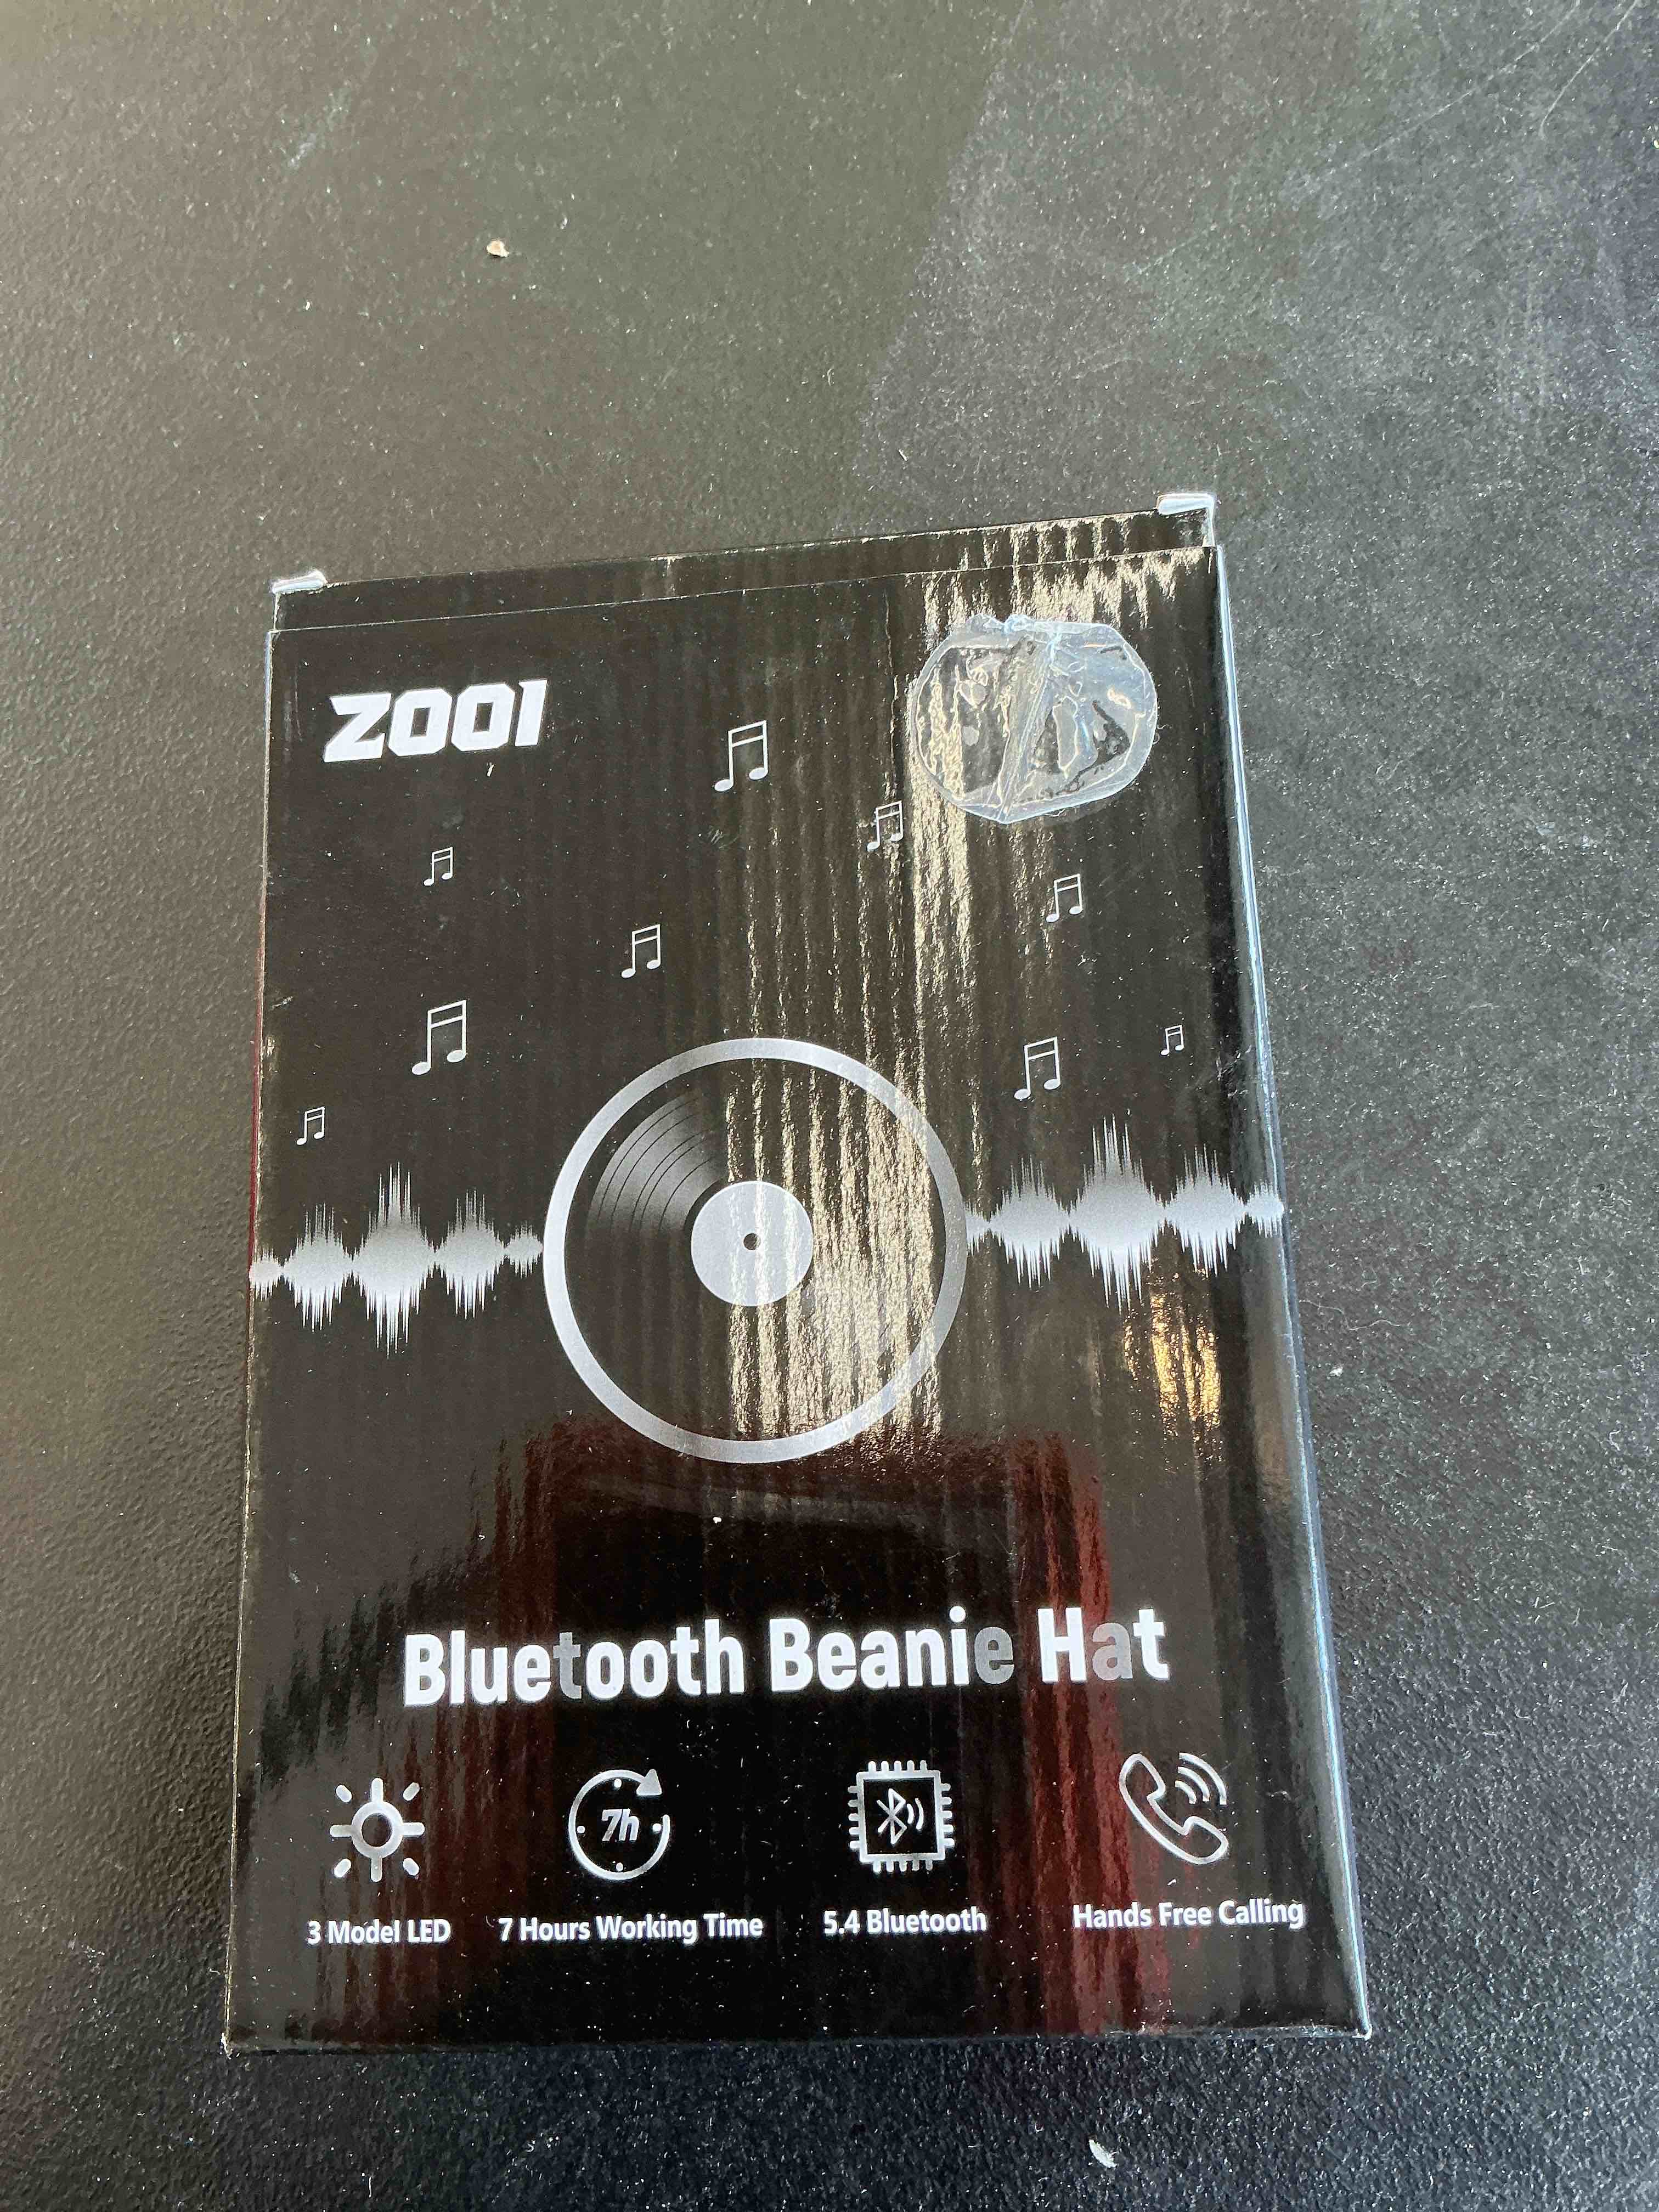 ZOOI
Bluetooth Beanie Hat
7h
3 Model LED
7 Hours Working Time
5.4 Bluetooth
Hands Free Calling